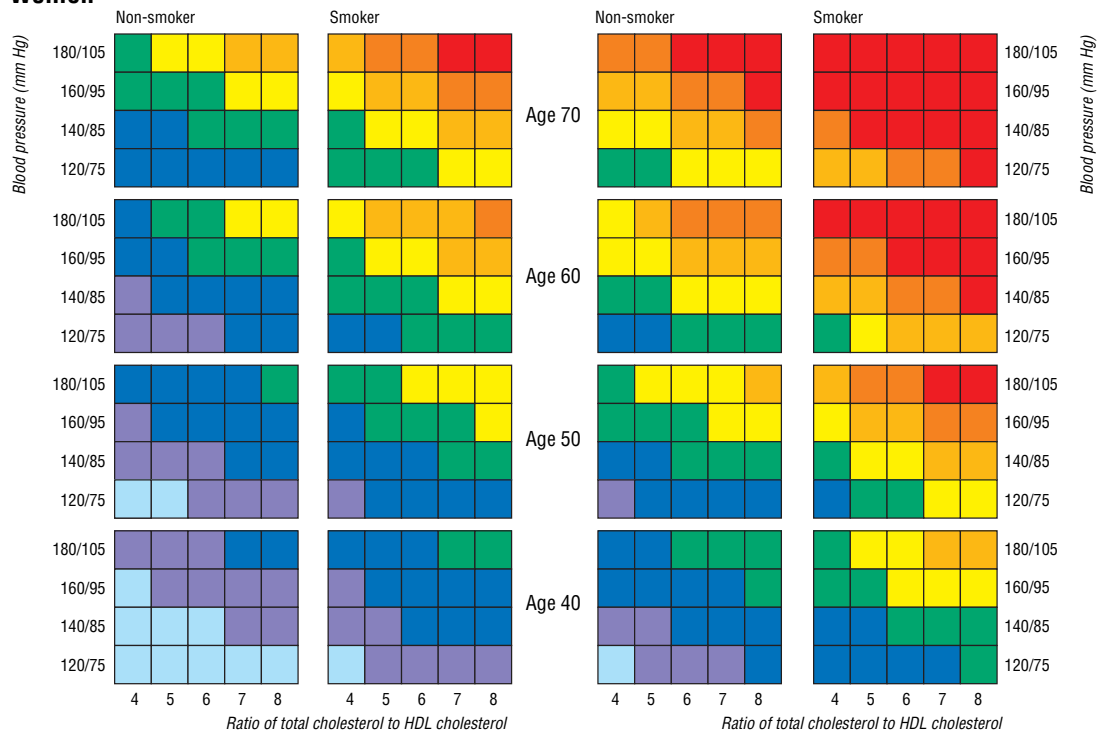 Women
Non-smoker Smoker Non-smoker Smoker
Blood pressure (mm Hg)
180/105 180/105
160/95 160/95
Age 70
140/85 140/85
120/75 120/75
Blood pressure (mm Hg)
180/105 180/105
160/95 160/95
Age 60
140/85 140/85
120/75 120/75
180/105 180/105
160/95 160/95
Age 50
140/85 140/85
120/75 120/75
180/105 180/105
160/95 160/95
Age 40
140/85 140/85
120/75 120/75
4 5 6 7 8 4 5 6 7 8 4 5 6 7 8 4 5 6 7 8
Ratio of total cholesterol to HDL cholesterol Ratio of total cholesterol to HDL cholesterol